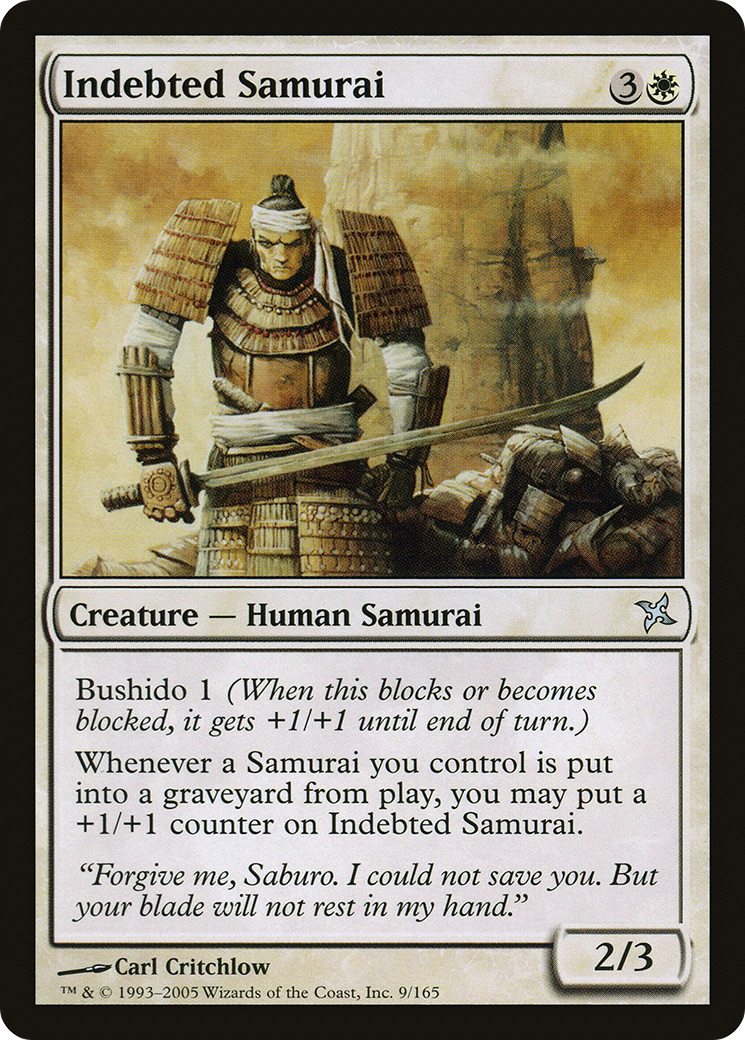 Indebted Samurai 3
Creature — Human Samurai
Bushido 1 (When this blocks or becomes
blocked, it gets +1/+1 until end of turn.)
Whenever a Samurai you control is put
into a graveyard from play, you may put a
+1/+1 counter on Indebted Samurai.
“Forgive me, Saburo. I could not save you. But
your blade will not rest in my hand.”
2/3
Carl Critchlow
™ & © 1993–2005 Wizards of the Coast, Inc. 9/165